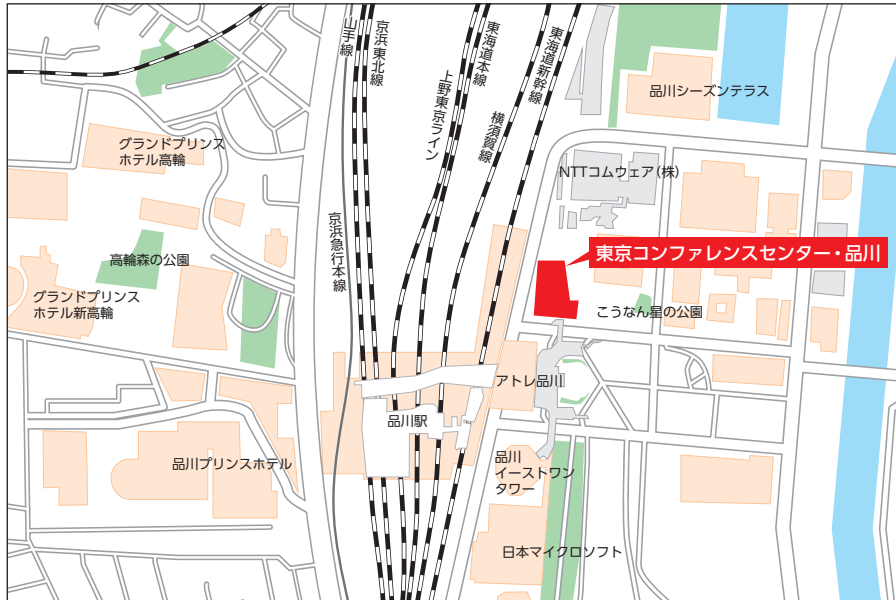 山手線
京浜東北線
東海道本線
上野東京ライン
東海道新幹線
横須賀線
京浜急行本線
品川シーズンテラス
グランドプリンス
ホテル高輪
NTTコムウェア(株)
東京コンファレンスセンター・品川
高輪森の公園
グランドプリンス
ホテル新高輪
こうなん星の公園
アトレ品川
品川駅
品川プリンスホテル
品川
イーストワン
タワー
日本マイクロソフト